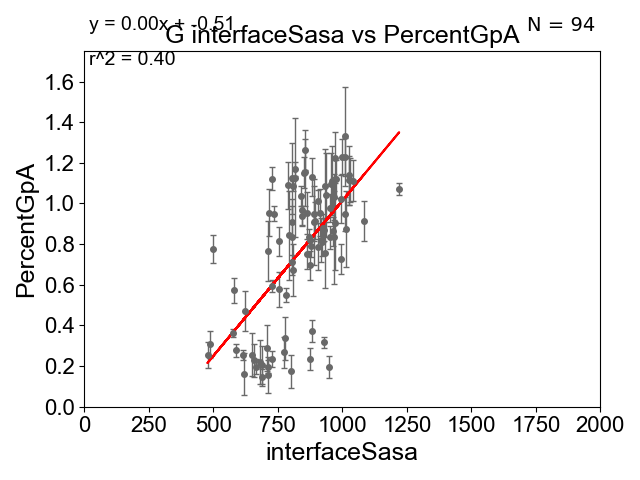 y = 0.00x + -0.51
G interfaceSasa vs PercentGpA
N = 94
r^2 = 0.40
PercentGpA
1.6
1.4
1.2
1.0
0.8
0.6
0.4
0.2
0.0
0 250 500 750 1000 1250 1500 1750 2000
interfaceSasa